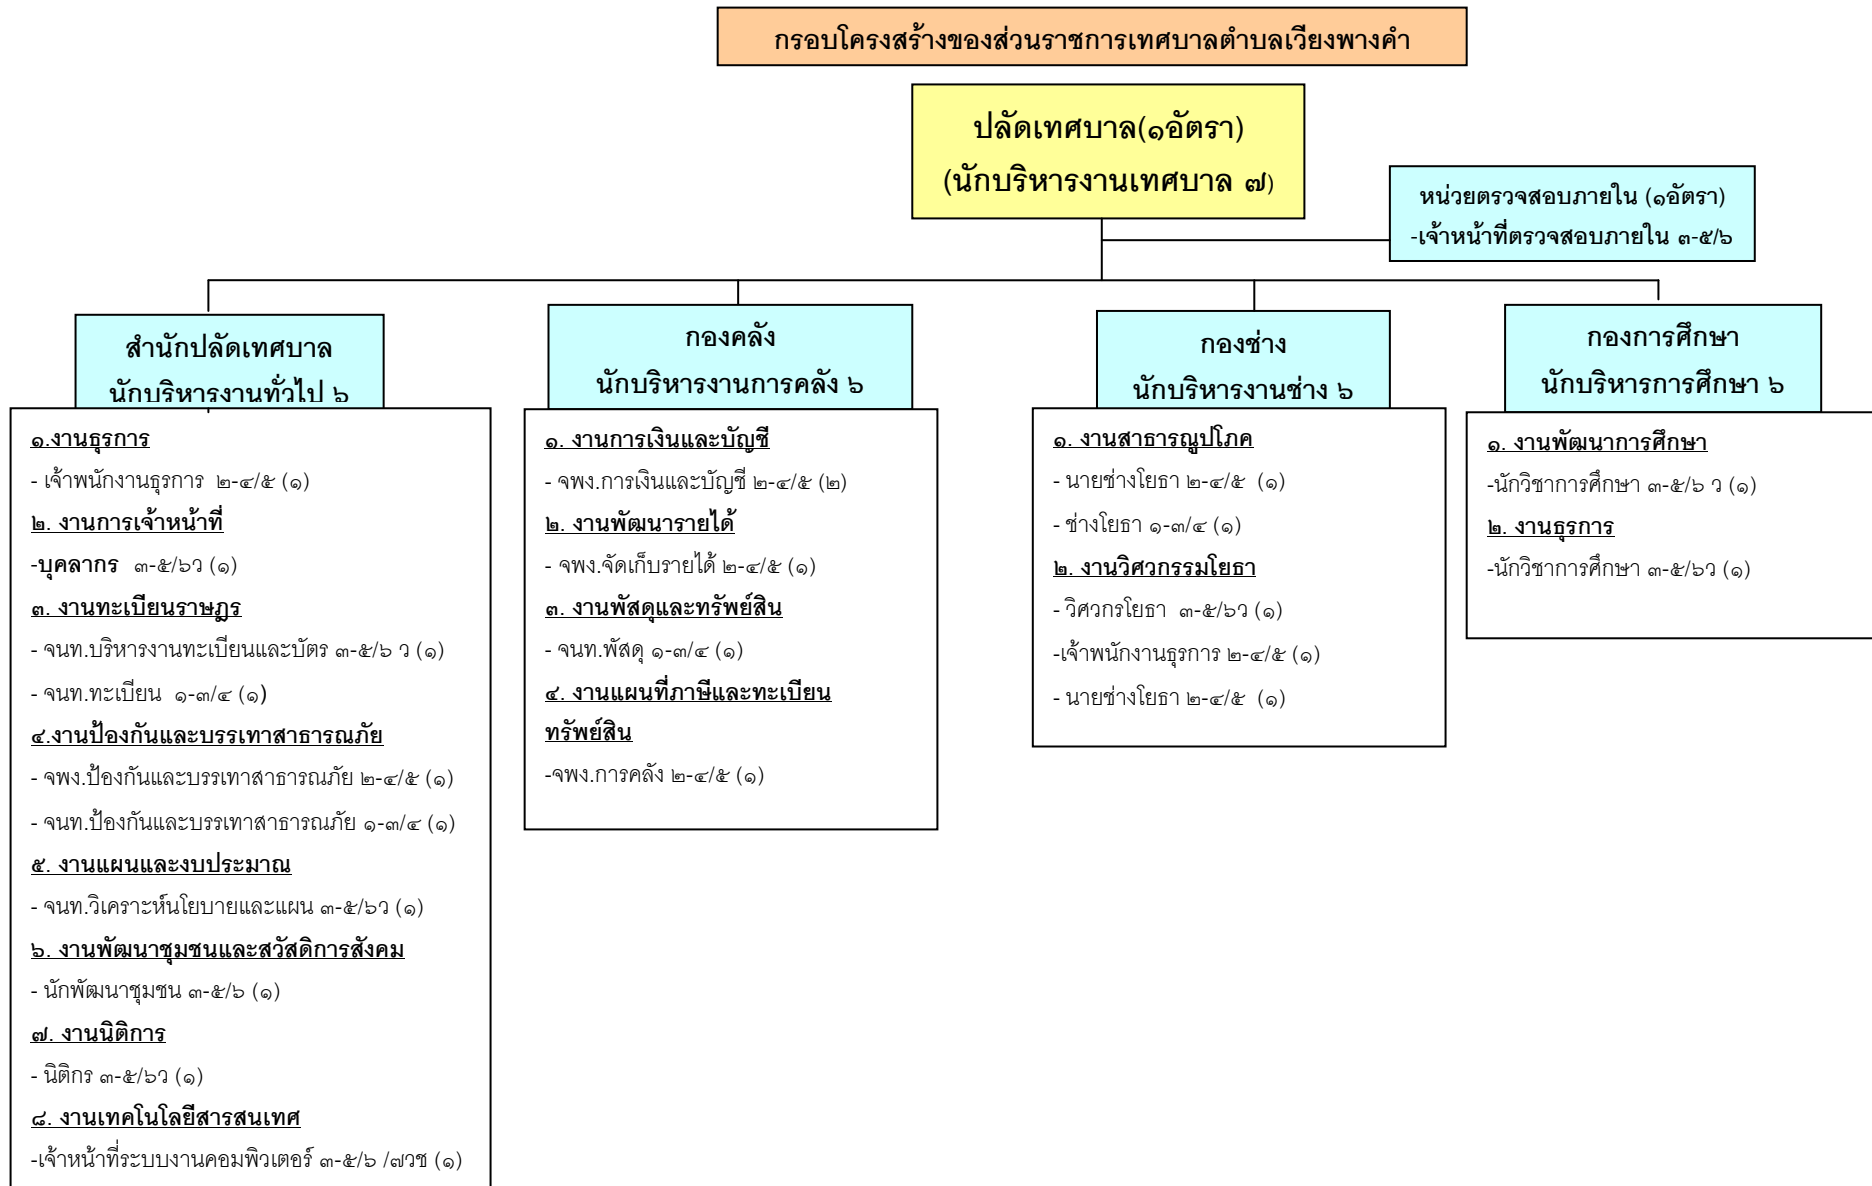 กรอบโครงสร้างของส่วนราชการเทศบาลตำบลเวียงพางคำ
ปลัดเทศบาล(๑อัตรา)
(นักบริหารงานเทศบาล ๗)
หน่วยตรวจสอบภายใน (๑อัตรา)
-เจ้าหน้าที่ตรวจสอบภายใน ๓-๕/๖
สำนักปลัดเทศบาล
นักบริหารงานทั่วไป ๖
๑.งานธุรการ
- เจ้าพนักงานธุรการ ๒-๔/๕ (๑)
๒. งานการเจ้าหน้าที่
-บุคลากร ๓-๕/๖ว (๑)
๓. งานทะเบียนราษฎร
- จนท.บริหารงานทะเบียนและบัตร ๓-๕/๖ ว (๑)
- จนท.ทะเบียน ๑-๓/๔ (๑)
๔.งานป้องกันและบรรเทาสาธารณภัย
- จพง.ป้องกันและบรรเทาสาธารณภัย ๒-๔/๕ (๑)
- จนท.ป้องกันและบรรเทาสาธารณภัย ๑-๓/๔ (๑)
๕. งานแผนและงบประมาณ
- จนท.วิเคราะห์นโยบายและแผน ๓-๕/๖ว (๑)
๖. งานพัฒนาชุมชนและสวัสดิการสังคม
- นักพัฒนาชุมชน ๓-๕/๖ (๑)
๗. งานนิติการ
- นิติกร ๓-๕/๖ว (๑)
๘. งานเทคโนโลยีสารสนเทศ
-เจ้าหน้าที่ระบบงานคอมพิวเตอร์ ๓-๕/๖ /๗วช (๑)
กองคลัง
นักบริหารงานการคลัง ๖
๑. งานการเงินและบัญชี
- จพง.การเงินและบัญชี ๒-๔/๕ (๒)
๒. งานพัฒนารายได้
- จพง.จัดเก็บรายได้ ๒-๔/๕ (๑)
๓. งานพัสดุและทรัพย์สิน
- จนท.พัสดุ ๑-๓/๔ (๑)
๔. งานแผนที่ภาษีและทะเบียน
ทรัพย์สิน
-จพง.การคลัง ๒-๔/๕ (๑)
กองช่าง
นักบริหารงานช่าง ๖
๑. งานสาธารณูปโภค
- นายช่างโยธา ๒-๔/๕ (๑)
- ช่างโยธา ๑-๓/๔ (๑)
๒. งานวิศวกรรมโยธา
- วิศวกรโยธา ๓-๕/๖ว (๑)
-เจ้าพนักงานธุรการ ๒-๔/๕ (๑)
- นายช่างโยธา ๒-๔/๕ (๑)
กองการศึกษา
นักบริหารการศึกษา ๖
๑. งานพัฒนาการศึกษา
-นักวิชาการศึกษา ๓-๕/๖ ว (๑)
๒. งานธุรการ
-นักวิชาการศึกษา ๓-๕/๖ว (๑)